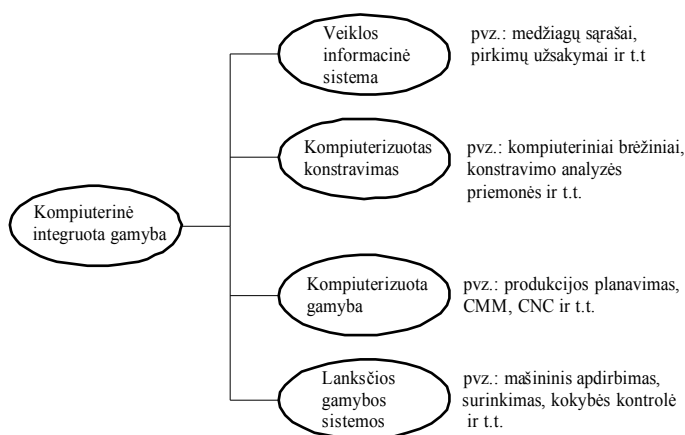 Veiklos
informacinė
sistema
pvz.: medžiagų sąrašai,
pirkimų užsakymai ir t.t
Kompiuterizuotas
konstravimas
pvz.: kompiuteriniai brėžiniai,
konstravimo analyzės
priemonės ir t.t.
Kompiuterinė
integruota gamyba
Kompiuterizuota
gamyba
pvz.: produkcijos planavimas,
CMM, CNC ir t.t.
Lanksčios
gamybos
sistemos
pvz.: mašininis apdirbimas,
surinkimas, kokybės kontrolė
ir t.t.